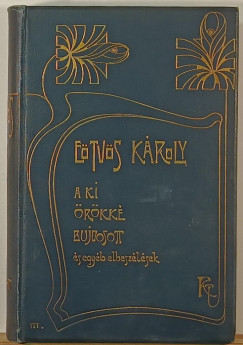 EÖTVÖS KÁROLY
A KI
ÖRÖKKÉ
BUJDOSOTT
és egyéb elbeszélések
m.